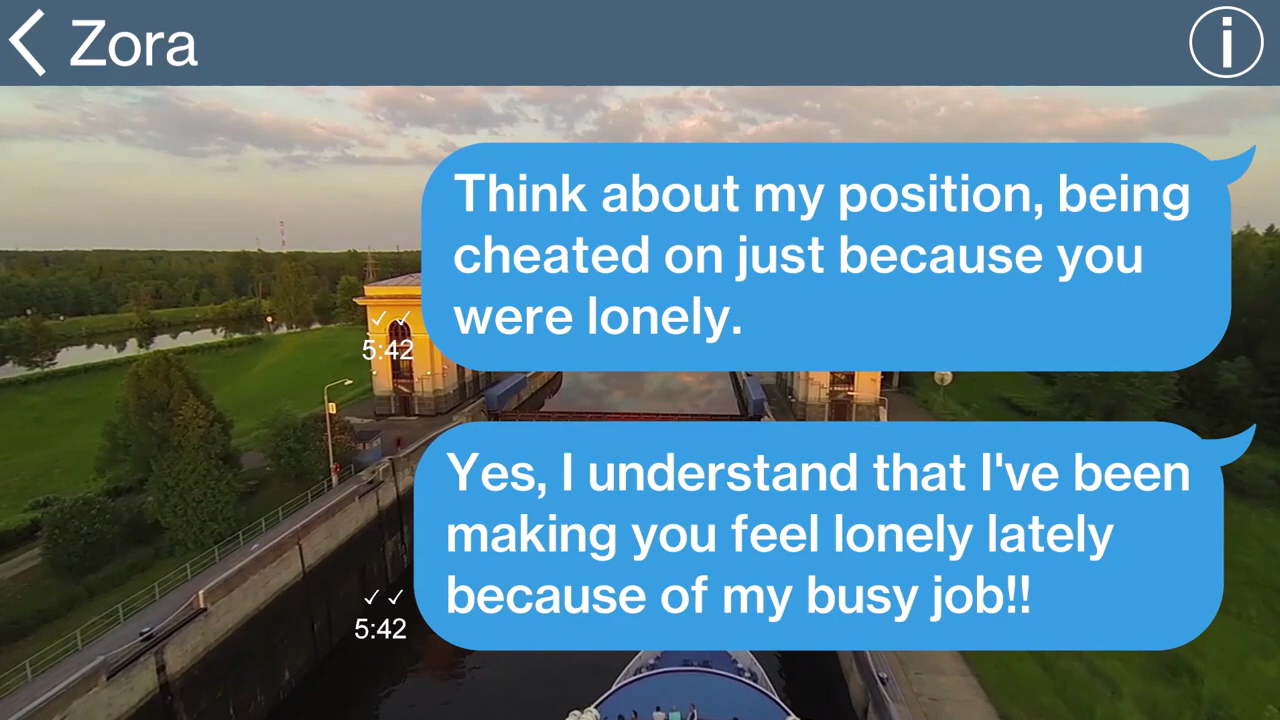 Zora
Think about my position, being
cheated on just because you
were lonely.
5:42
Yes, I understand that I've been
making you feel lonely lately
because of my busy job!!
5:42